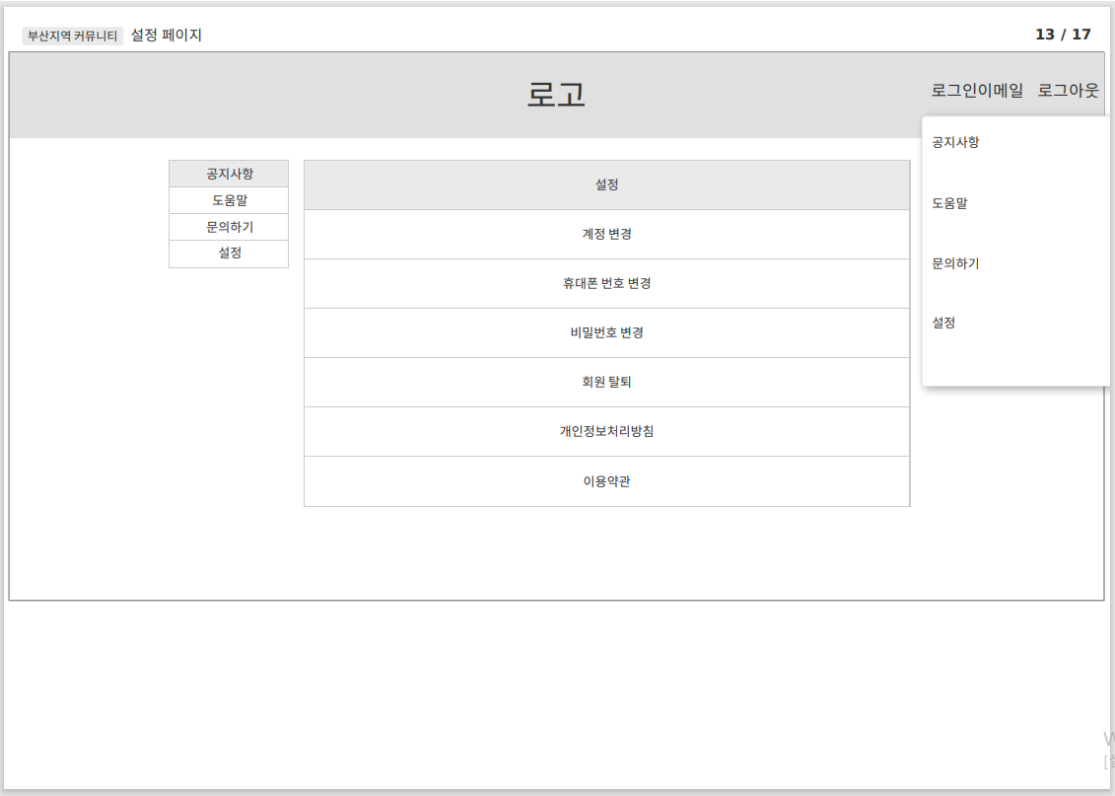 부산지역 커뮤니티 설정 페이지 13 / 17
로고
로그인이메일 로그아웃
공지사항
도움말
문의하기
설정
공지사항
도움말
문의하기
설정
설정
계정 변경
휴대폰 번호 변경
비밀번호 변경
회원 탈퇴
개인정보처리방침
이용약관